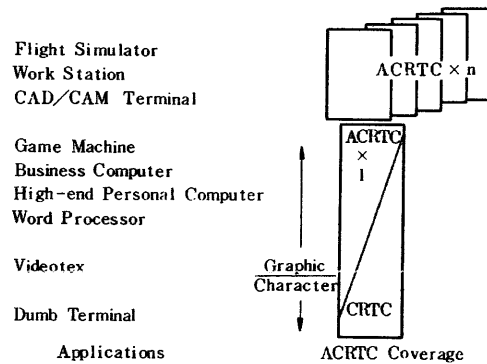 Flight Simulator
Work Station
CAD/CAM Terminal
ACRTC × n
Game Machine
Business Computer
High-end Personal Computer
Word Processor
ACRTC
×
1
Videotex
Graphic
Character
Dumb Terminal
CRTC
Applications
ACRTC Coverage